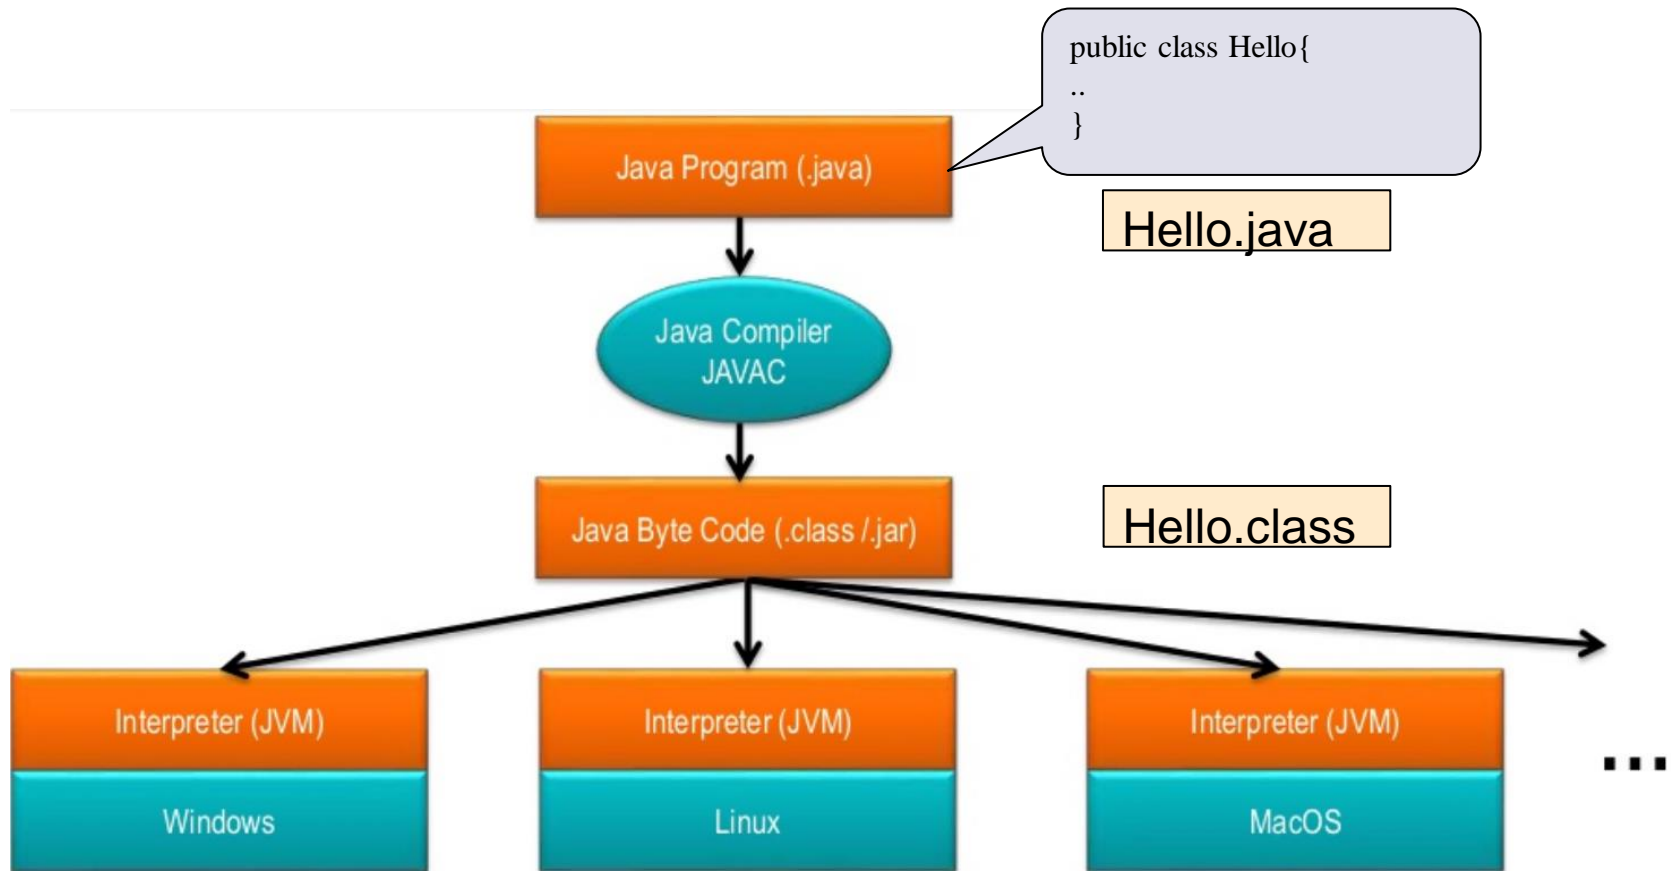 public class Hello{
..
}
Java Program (.java)
Hello.java
Java Compiler
JAVAC
Java Byte Code (.class /.jar)
Hello.class
Interpreter (JVM)
Interpreter (JVM)
Interpreter (JVM)
...
Windows
Linux
MacOS